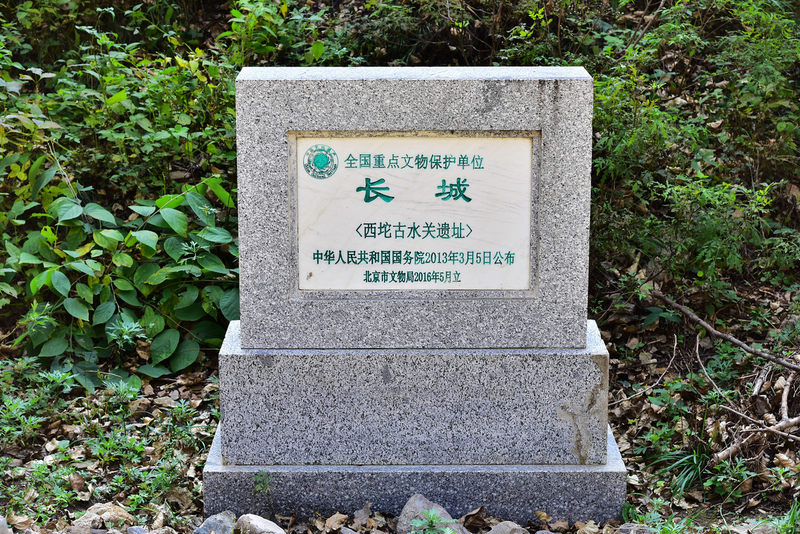 全国重点文物保护单位
长城
〈西坨古水关遗址〉
中华人民共和国国务院2013年3月5日公布
北京市文物局2016年5月立